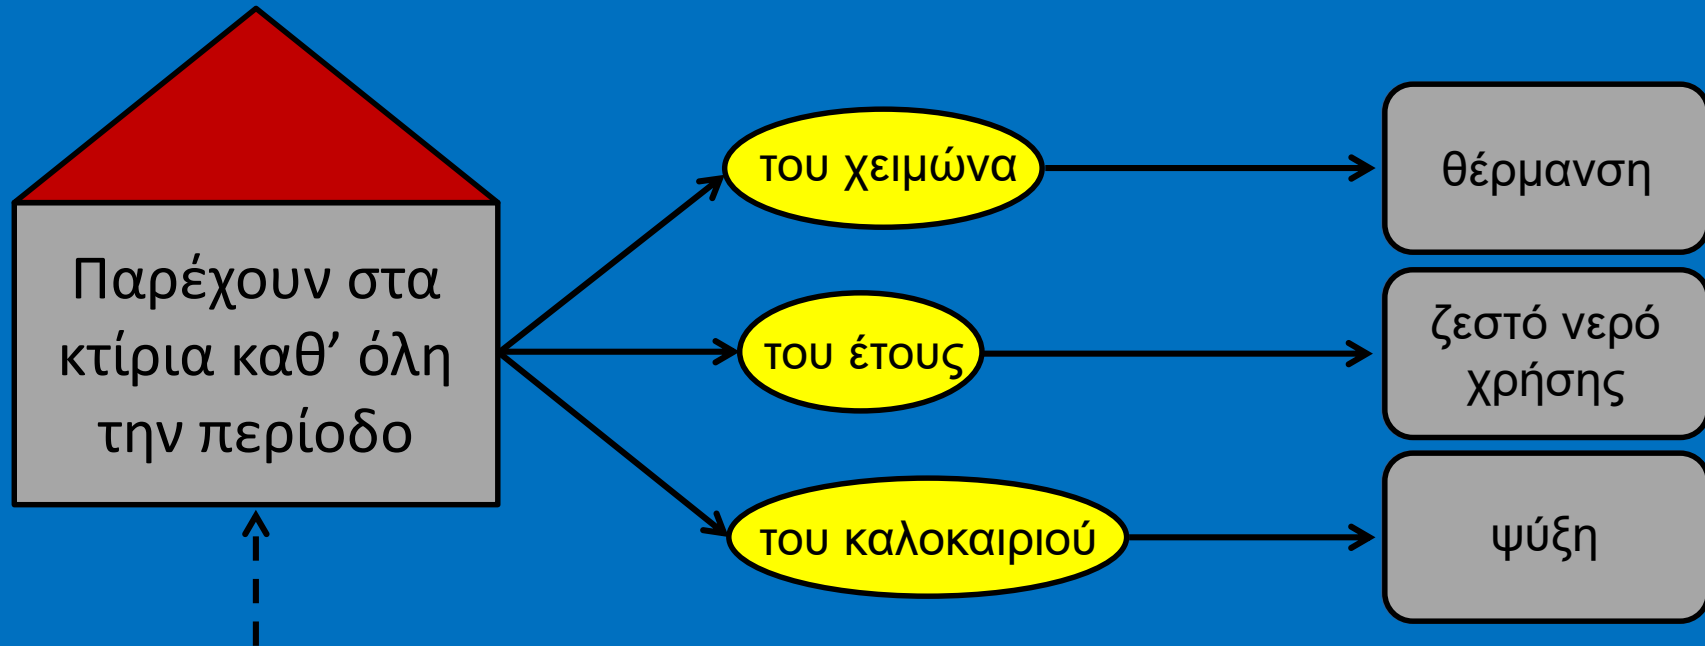 Παρέχουν στα
κτίρια καθ’ όλη
την περίοδο
του χειμώνα
θέρμανση
του έτους
ζεστό νερό
χρήσης
του καλοκαιριού
ψύξη